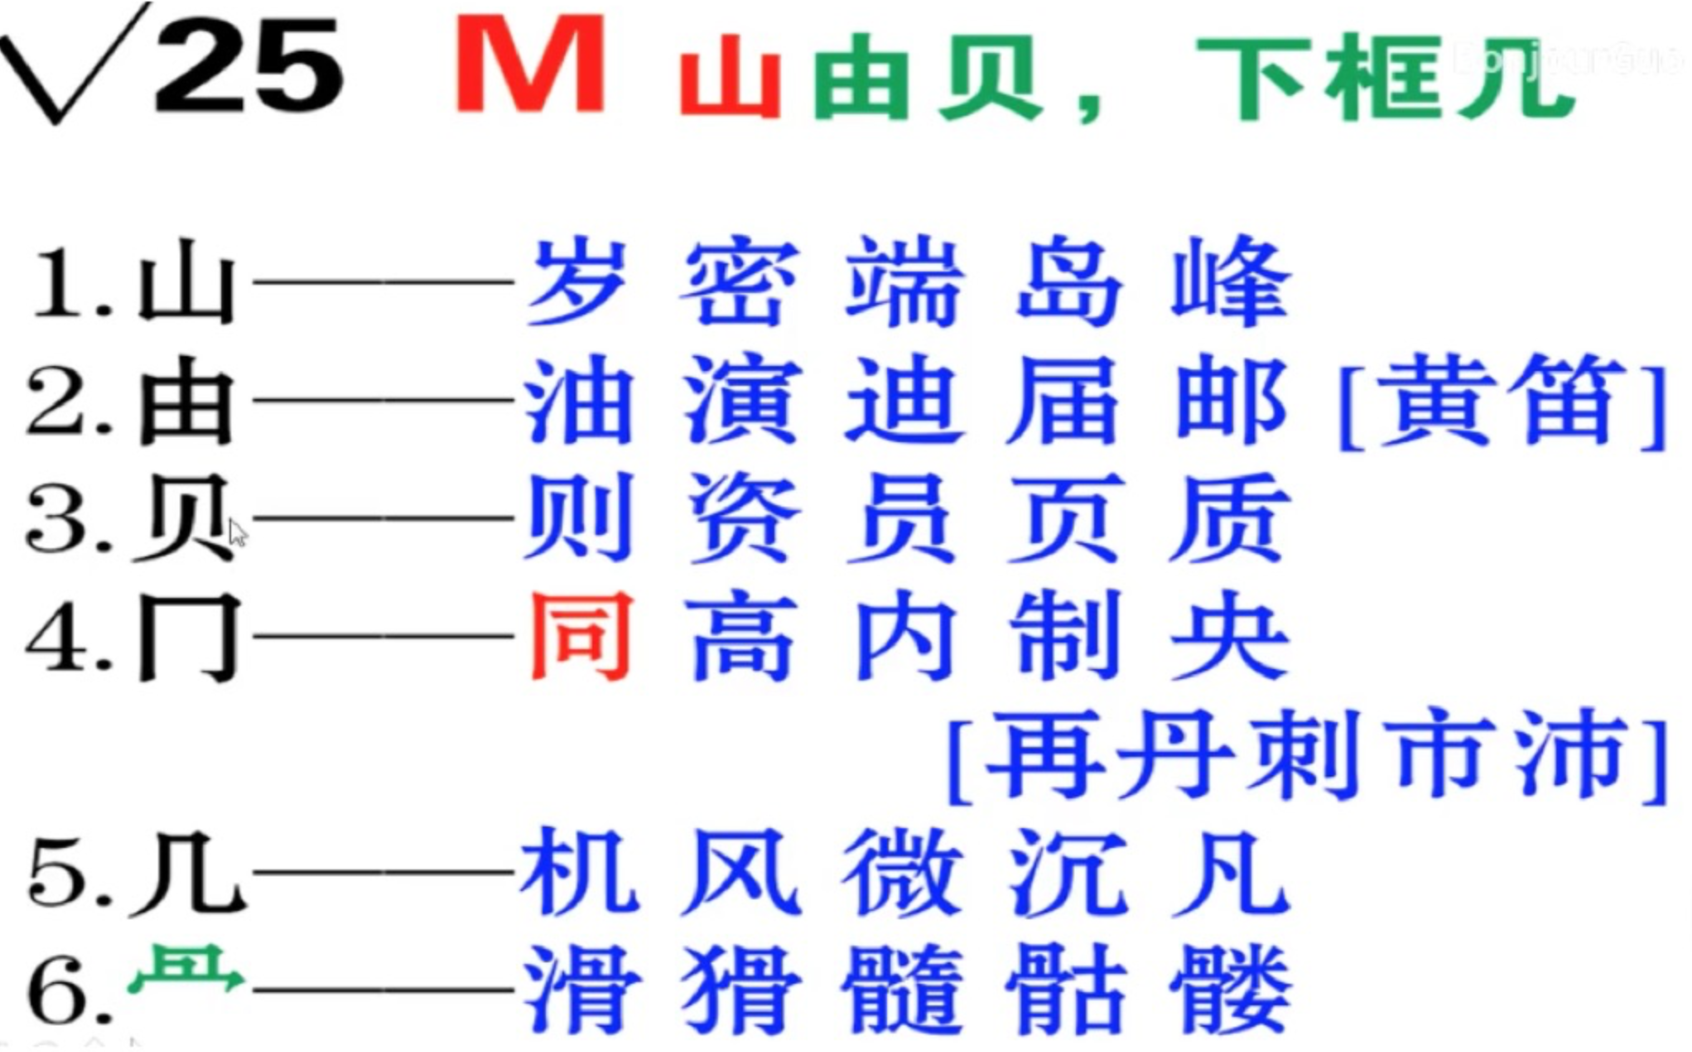 √25 M 山由贝，下框几 BonjourGuo
1.山——岁 密 端 岛 峰
2.由——油 演 迪 届 邮 [黄笛]
3.贝——则 资 员 页 质
4.冂——同 高 内 制 央
[再丹刺市沛]
5.几——机 风 微 沉 凡
6.⺫——滑 猾 髓 骷 髅